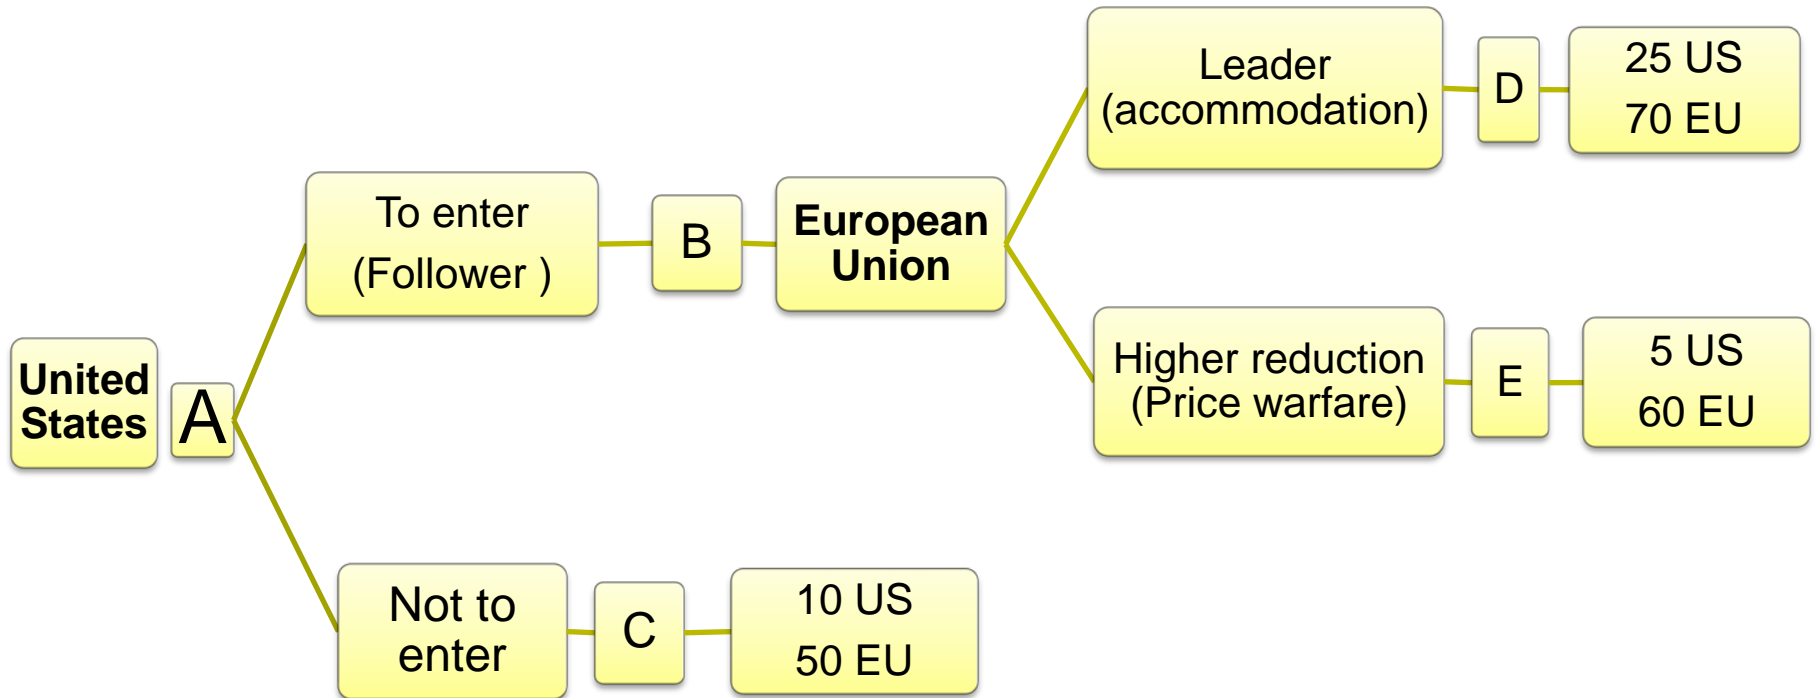 United
States
A
To enter
(Follower )
B
European
Union
Leader
(accommodation)
D
25 US
70 EU
Higher reduction
(Price warfare)
E
5 US
60 EU
Not to
enter
C
10 US
50 EU